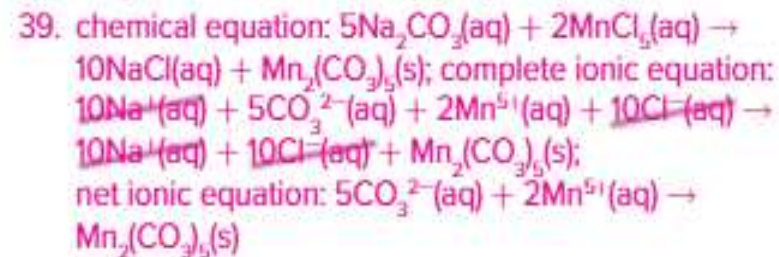 39. chemical equation: 5Na₂CO₃(aq) + 2MnCl₅(aq) →
10NaCl(aq) + Mn₂(CO₃)₅(s); complete ionic equation:
10Na⁺(aq) + 5CO₃²⁻(aq) + 2Mn⁵⁺(aq) + 10Cl⁻(aq) →
10Na⁺(aq) + 10Cl⁻(aq) + Mn₂(CO₃)₅(s);
net ionic equation: 5CO₃²⁻(aq) + 2Mn⁵⁺(aq) →
Mn₂(CO₃)₅(s)